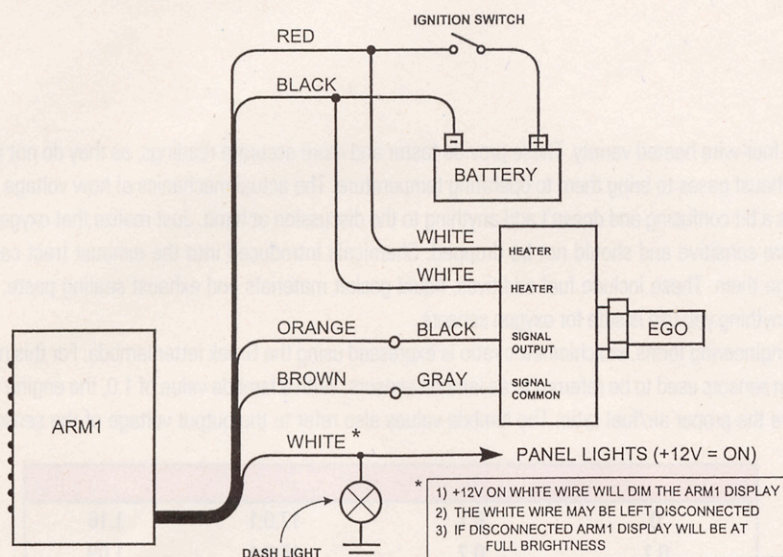 IGNITION SWITCH
RED
BLACK
BATTERY
WHITE
HEATER
WHITE
HEATER
ORANGE
BLACK
SIGNAL
OUTPUT
EGO
BROWN
GRAY
SIGNAL
COMMON
ARM1
WHITE *
PANEL LIGHTS (+12V = ON)
DASH LIGHT
*
1) +12V ON WHITE WIRE WILL DIM THE ARM1 DISPLAY
2) THE WHITE WIRE MAY BE LEFT DISCONNECTED
3) IF DISCONNECTED ARM1 DISPLAY WILL BE AT
FULL BRIGHTNESS